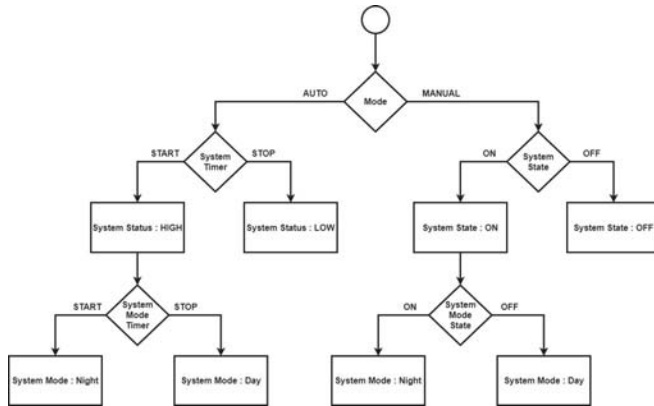 AUTO
Mode
MANUAL
START
System
Timer
STOP
ON
System
State
OFF
System Status : HIGH
System Status : LOW
System State : ON
System State : OFF
START
System
Mode
Timer
STOP
ON
System
Mode
State
OFF
System Mode : Night
System Mode : Day
System Mode : Night
System Mode : Day